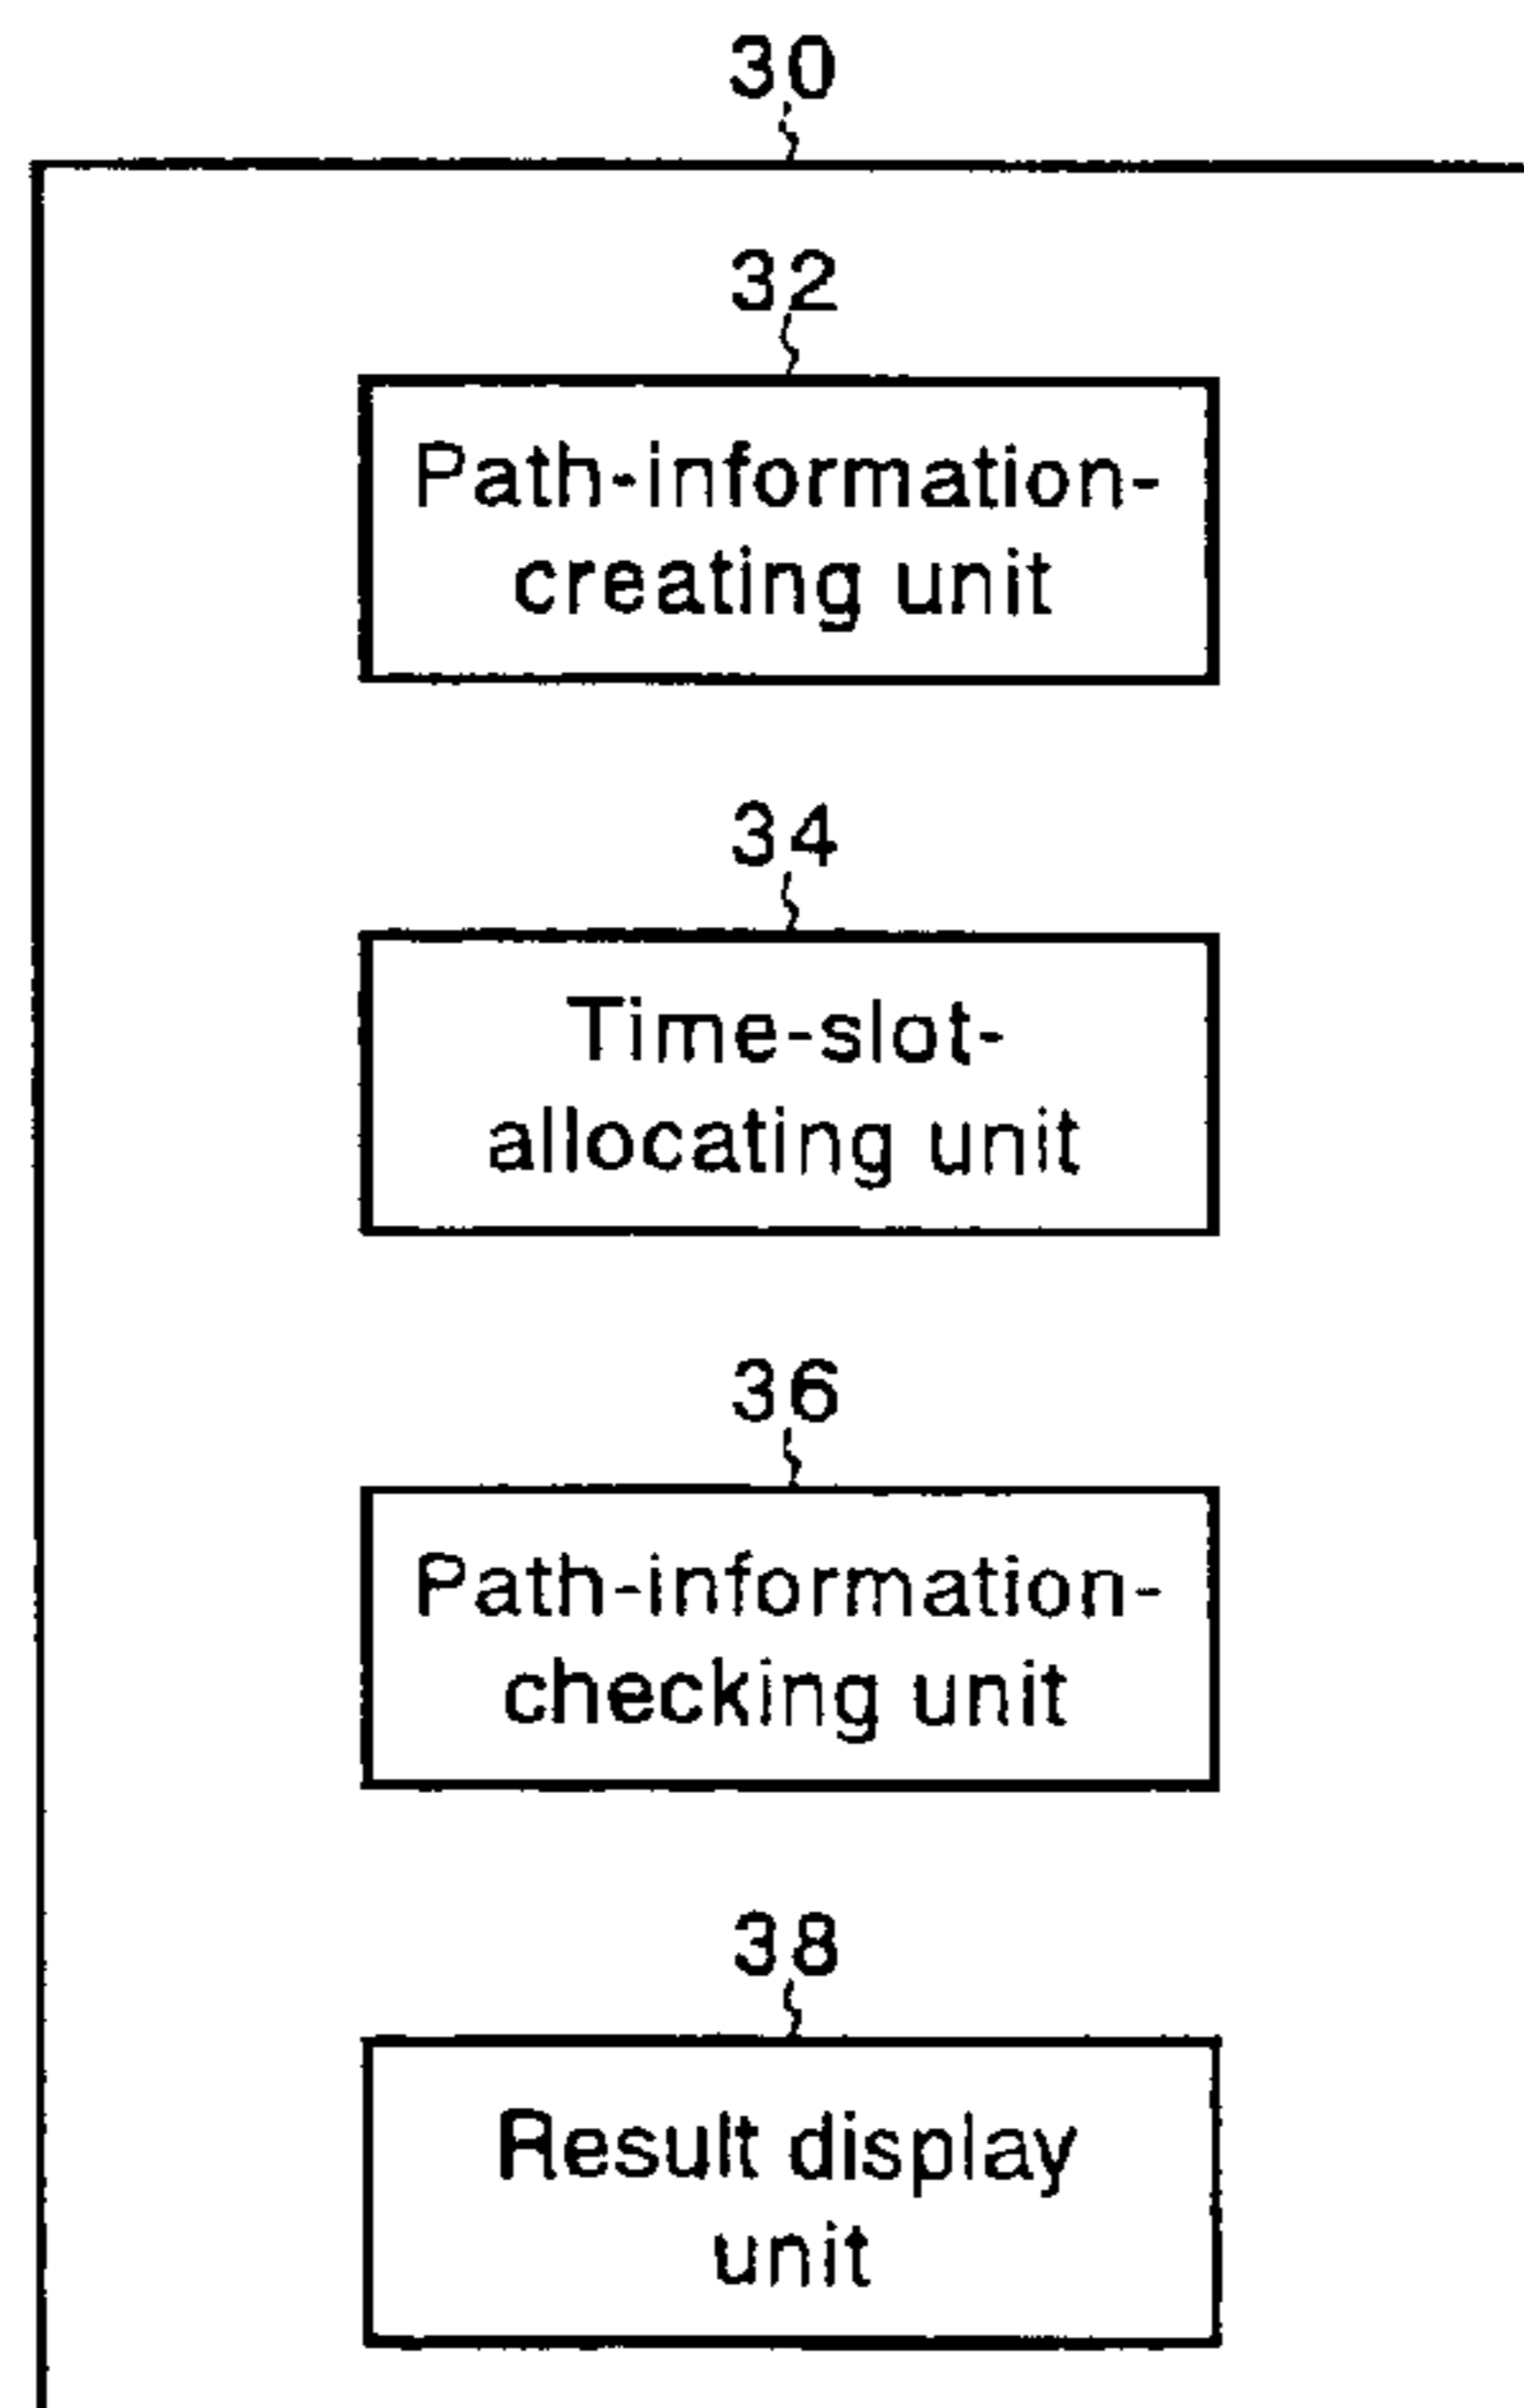 30
32
Path-information-
creating unit
34
Time-slot-
allocating unit
36
Path-information-
checking unit
38
Result display
unit